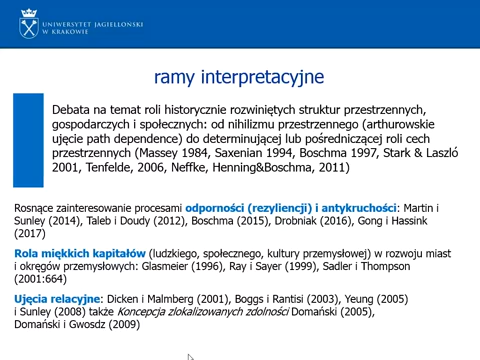 UNIWERSYTET JAGIELLOŃSKI
W KRAKOWIE
ramy interpretacyjne
Debata na temat roli historycznie rozwiniętych struktur przestrzennych,
gospodarczych i społecznych: od nihilizmu przestrzennego (arthurowskie
ujęcie path dependence) do determinującej lub pośredniczącej roli cech
przestrzennych (Massey 1984, Saxenian 1994, Boschma 1997, Stark & Laszló
2001, Tenfelde, 2006, Neffke, Henning&Boschma, 2011)
Rosnące zainteresowanie procesami odporności (rezyliencji) i antykruchości: Martin i
Sunley (2014), Taleb i Doudy (2012), Boschma (2015), Drobniak (2016), Gong i Hassink
(2017)
Rola miękkich kapitałów (ludzkiego, społecznego, kultury przemysłowej) w rozwoju miast
i okręgów przemysłowych: Glasmeier (1996), Ray i Sayer (1999), Sadler i Thompson
(2001:664)
Ujęcia relacyjne: Dicken i Malmberg (2001), Boggs i Rantisi (2003), Yeung (2005)
i Sunley (2008) także Koncepcja zlokalizowanych zdolności Domański (2005),
Domański i Gwosdz (2009)